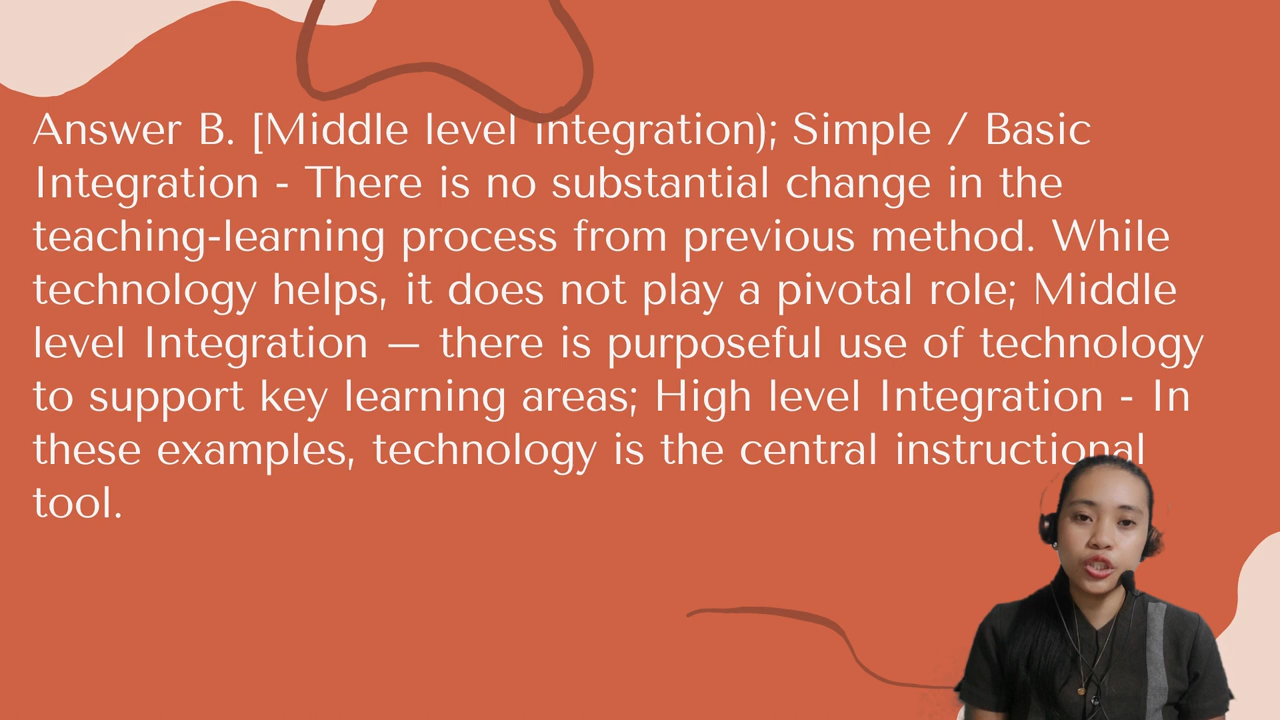 Answer B. [Middle level integration); Simple / Basic
Integration - There is no substantial change in the
teaching-learning process from previous method. While
technology helps, it does not play a pivotal role; Middle
level Integration – there is purposeful use of technology
to support key learning areas; High level Integration - In
these examples, technology is the central instructional
tool.